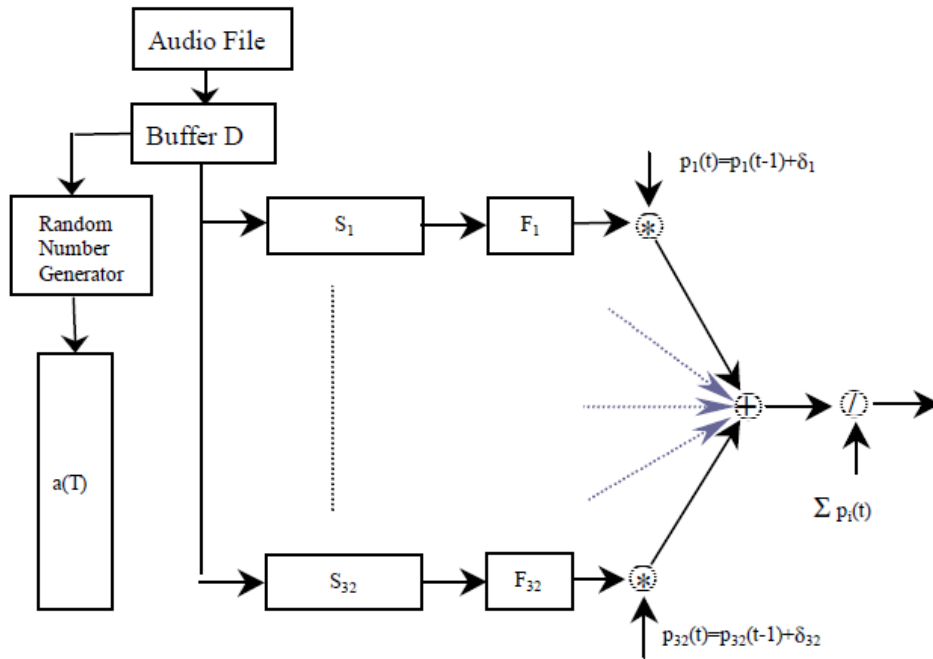 Audio File
Buffer D
Random
Number
Generator
a(T)
S₁
F₁
*
p₁(t)=p₁(t-1)+δ₁
+
/
Σ pᵢ(t)
S₃₂
F₃₂
*
p₃₂(t)=p₃₂(t-1)+δ₃₂